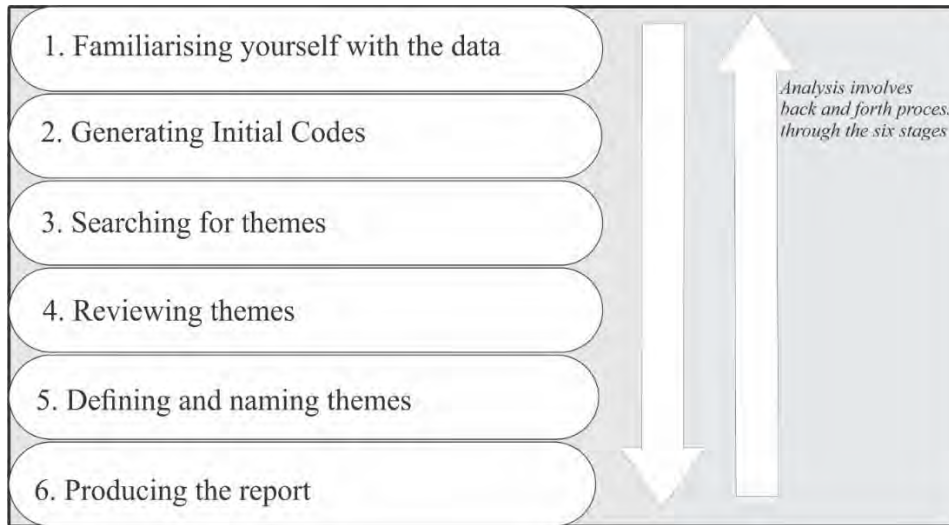 1. Familiarising yourself with the data
2. Generating Initial Codes
3. Searching for themes
4. Reviewing themes
5. Defining and naming themes
6. Producing the report
Analysis involves
back and forth
through the six stages